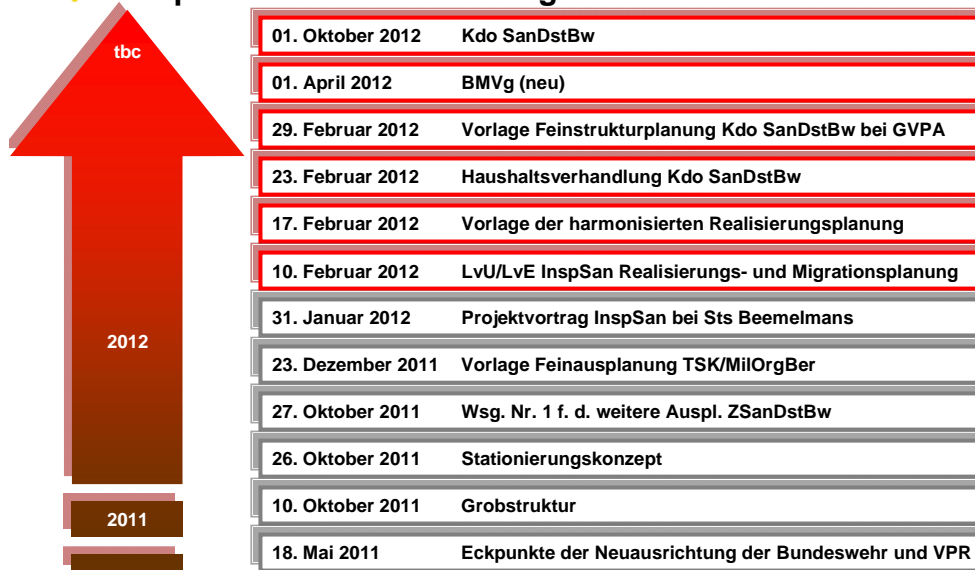 tbc
2012
2011
01. Oktober 2012 Kdo SanDstBw
01. April 2012 BMVg (neu)
29. Februar 2012 Vorlage Feinstrukturplanung Kdo SanDstBw bei GVPA
23. Februar 2012 Haushaltsverhandlung Kdo SanDstBw
17. Februar 2012 Vorlage der harmonisierten Realisierungsplanung
10. Februar 2012 LvU/LvE InspSan Realisierungs- und Migrationsplanung
31. Januar 2012 Projektvortrag InspSan bei Sts Beemelmans
23. Dezember 2011 Vorlage Feinausplanung TSK/MilOrgBer
27. Oktober 2011 Wsg. Nr. 1 f. d. weitere Auspl. ZSanDstBw
26. Oktober 2011 Stationierungskonzept
10. Oktober 2011 Grobstruktur
18. Mai 2011 Eckpunkte der Neuausrichtung der Bundeswehr und VPR